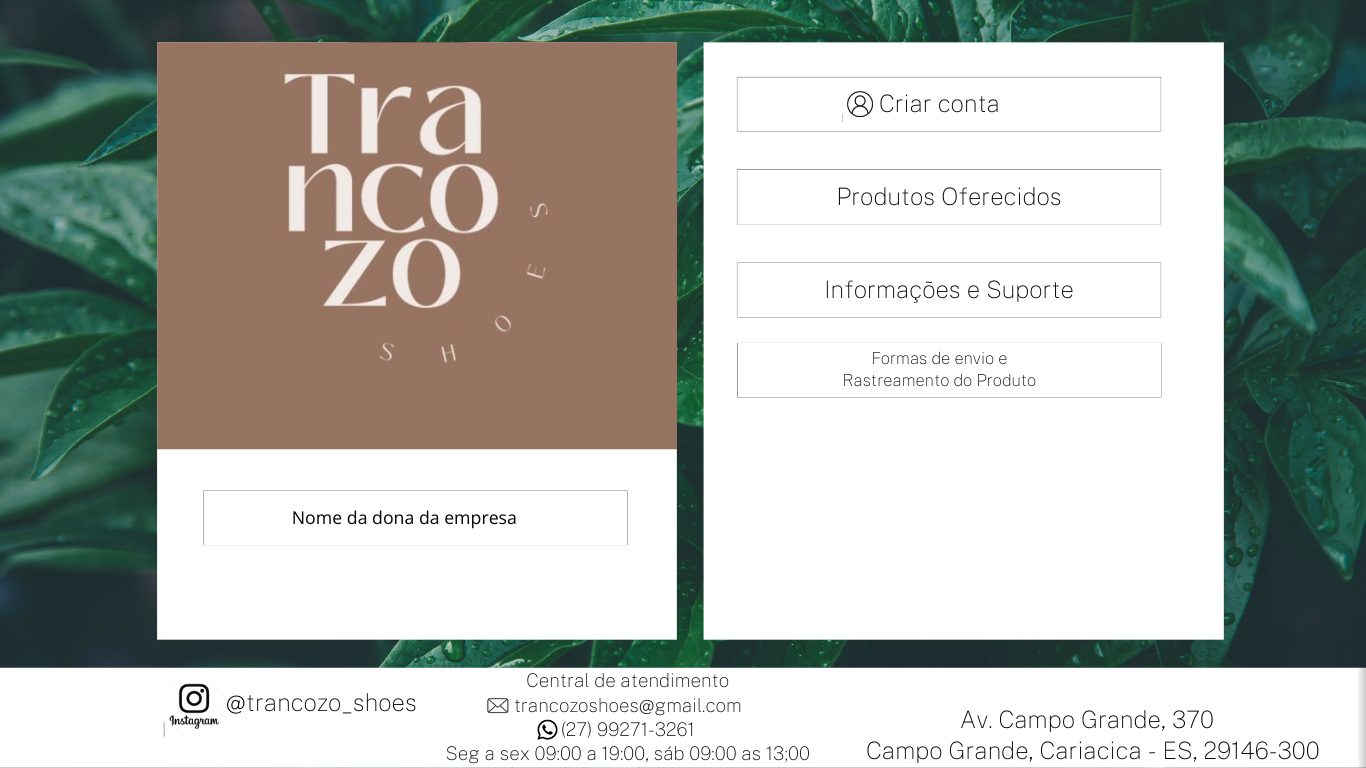 Tra
nco
zo
SHOES
Nome da dona da empresa
Criar conta
Produtos Oferecidos
Informações e Suporte
Formas de envio e
Rastreamento do Produto
Instagram
@trancozo_shoes
Central de atendimento
trancozoshoes@gmail.com
(27) 99271-3261
Seg a sex 09:00 a 19:00, sáb 09:00 as 13;00
Av. Campo Grande, 370
Campo Grande, Cariacica - ES, 29146-300